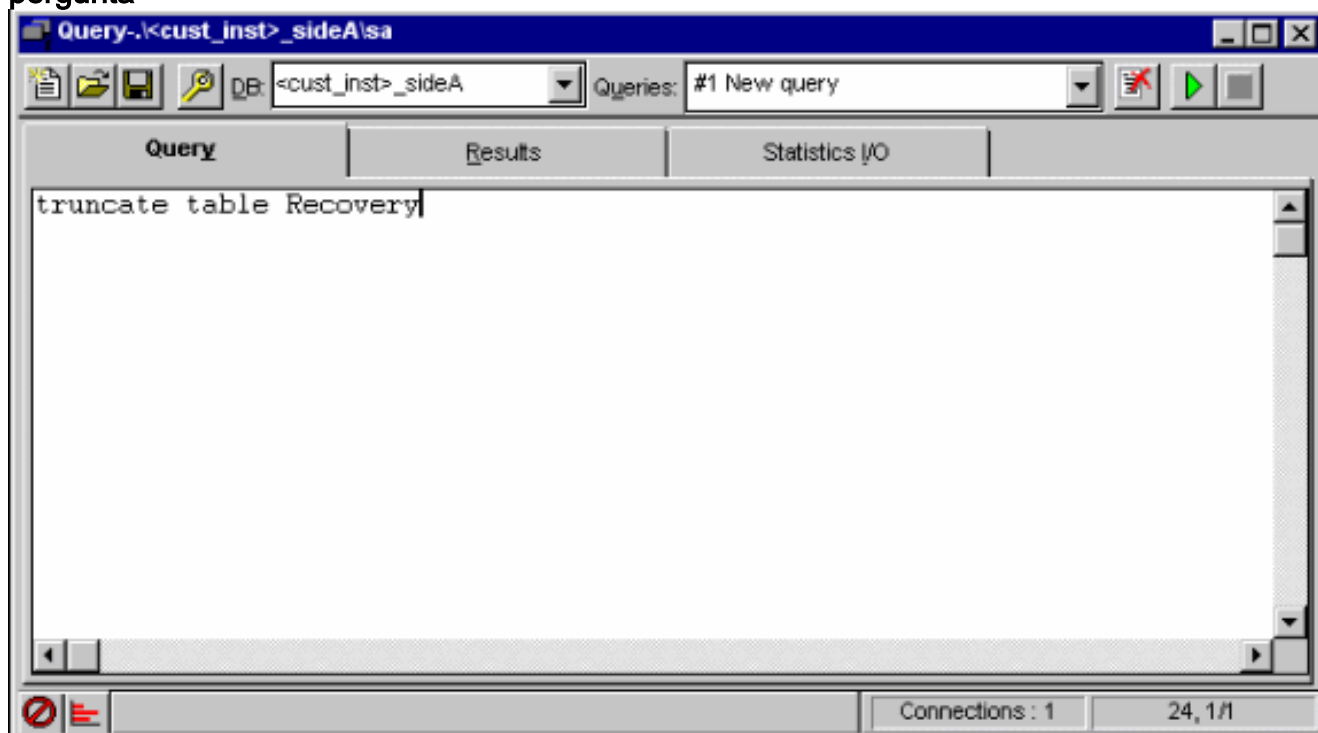 pergunta
Query-.\<cust_inst>_sideA\sa
DB: <cust_inst>_sideA Queries: #1 New query
Query Results Statistics I/O
truncate table Recovery
Connections : 1 24, 1/1